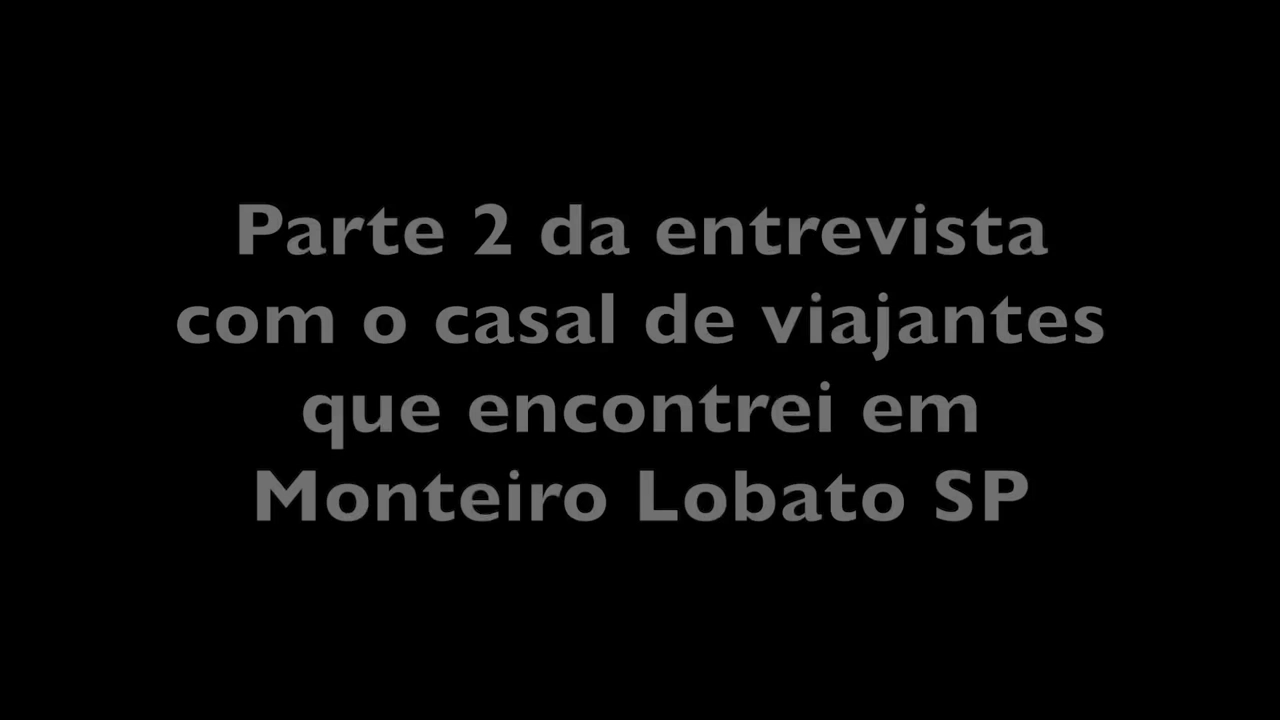 Parte 2 da entrevista
com o casal de viajantes
que encontrei em
Monteiro Lobato SP